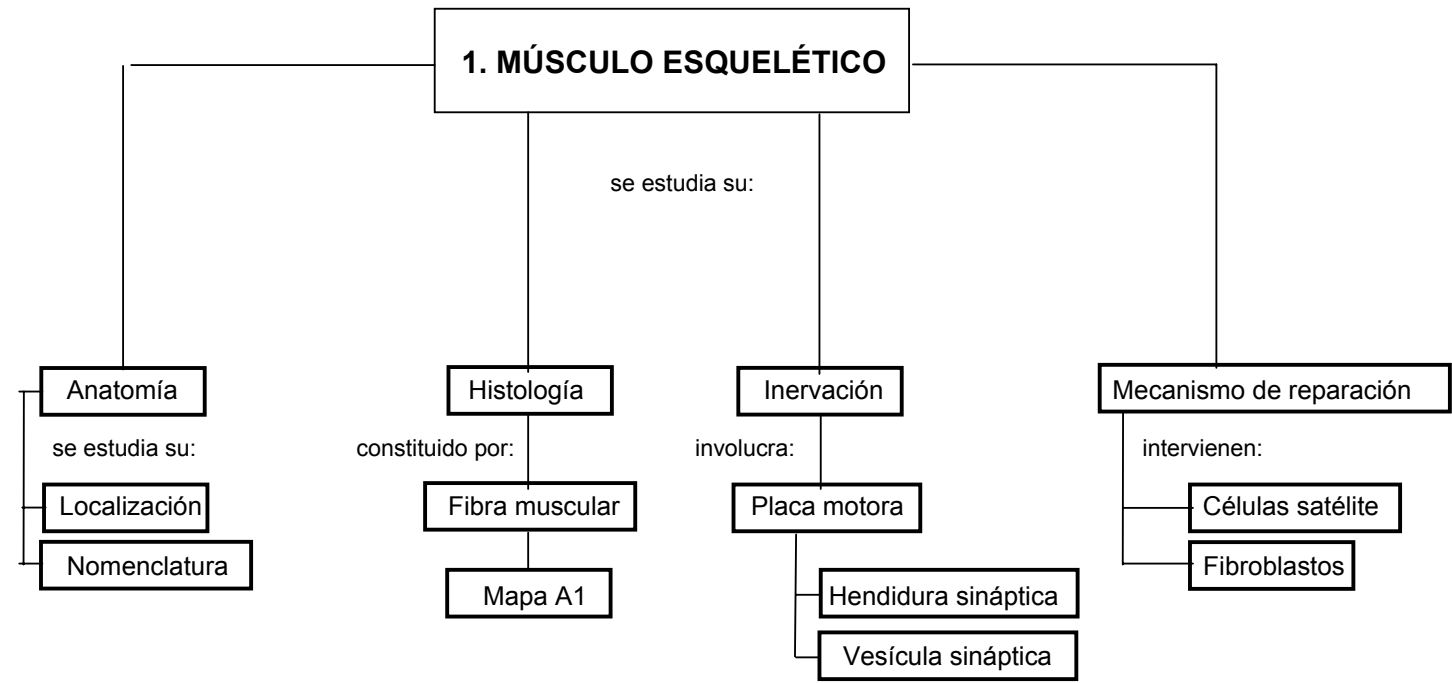 1. MÚSCULO ESQUELÉTICO
se estudia su:
Anatomía
se estudia su:
Localización
Nomenclatura
Histología
constituido por:
Fibra muscular
Mapa A1
Inervación
involucra:
Placa motora
Hendidura sináptica
Vesícula sináptica
Mecanismo de reparación
intervienen:
Células satélite
Fibroblastos